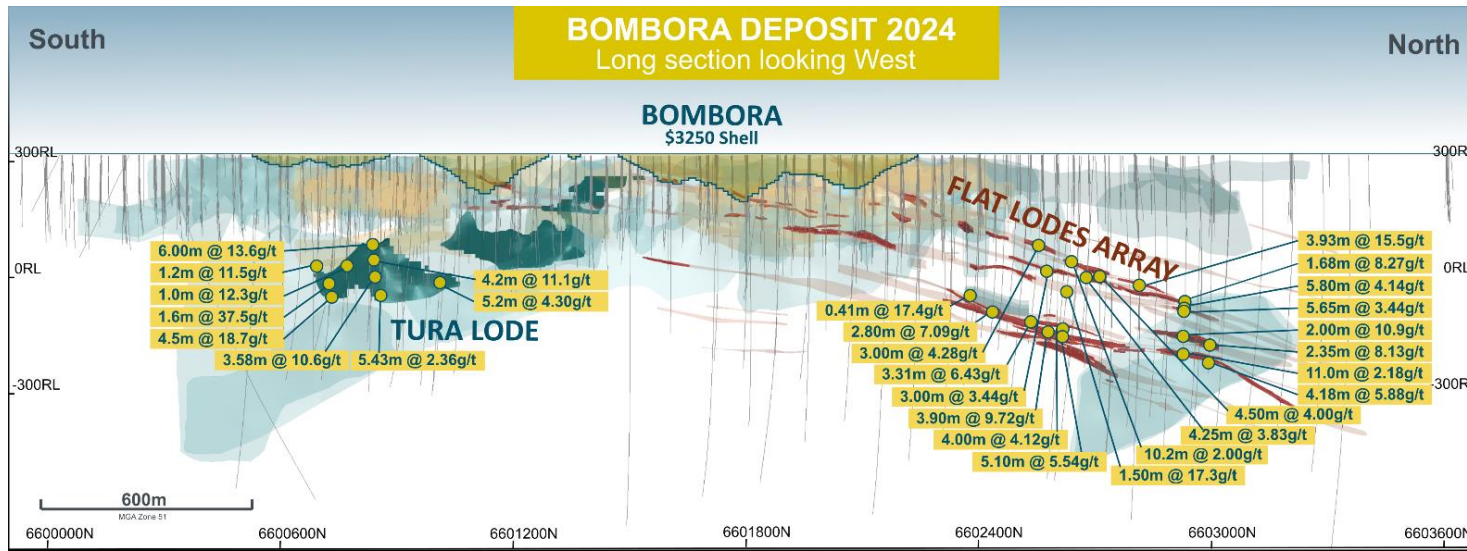 South
BOMBORA DEPOSIT 2024
Long section looking West
North
BOMBORA
$3250 Shell
300RL
300RL
FLAT LODES ARRAY
6.00m @ 13.6g/t
1.2m @ 11.5g/t
1.0m @ 12.3g/t
1.6m @ 37.5g/t
4.5m @ 18.7g/t
3.58m @ 10.6g/t
5.43m @ 2.36g/t
4.2m @ 11.1g/t
5.2m @ 4.30g/t
TURA LODE
0RL
0RL
-300RL
-300R
0.41m @ 17.4g/t
2.80m @ 7.09g/t
3.00m @ 4.28g/t
3.31m @ 6.43g/t
3.00m @ 3.44g/t
3.90m @ 9.72g/t
4.00m @ 4.12g/t
5.10m @ 5.54g/t
3.93m @ 15.5g/t
1.68m @ 8.27g/t
5.80m @ 4.14g/t
5.65m @ 3.44g/t
2.00m @ 10.9g/t
2.35m @ 8.13g/t
11.0m @ 2.18g/t
4.18m @ 5.88g/t
4.50m @ 4.00g/t
4.25m @ 3.83g/t
10.2m @ 2.00g/t
1.50m @ 17.3g/t
600m
MGA Zone 51
6600000N
6600600N
6601200N
6601800N
6602400N
6603000N
6603600N